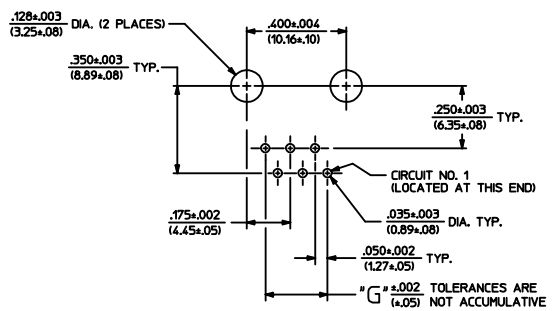 .128±.003
(3.25±.08)
DIA. (2 PLACES)
.400±.004
(10.16±.10)
.350±.003
(8.89±.08)
TYP.
.250±.003
(6.35±.08)
TYP.
CIRCUIT NO. 1
(LOCATED AT THIS END)
.175±.002
(4.45±.05)
.035±.003
(0.89±.08)
DIA. TYP.
.050±.002
(1.27±.05)
TYP.
"G" ±.002
(±.05)
TOLERANCES ARE
NOT ACCUMULATIVE